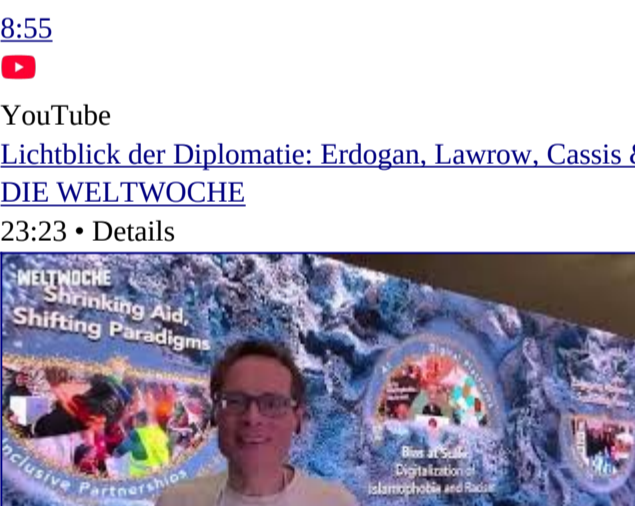 8:55
YouTube
Lichtblick der Diplomatie: Erdogan, Lawrow, Cassis &
DIE WELTWOCHE
23:23 • Details
WELTWOCHE
Shrinking Aid,
Shifting Paradigms
Inclusive Partnerships
Bias at Scale
Digitalization of
Islamophobia and Racism